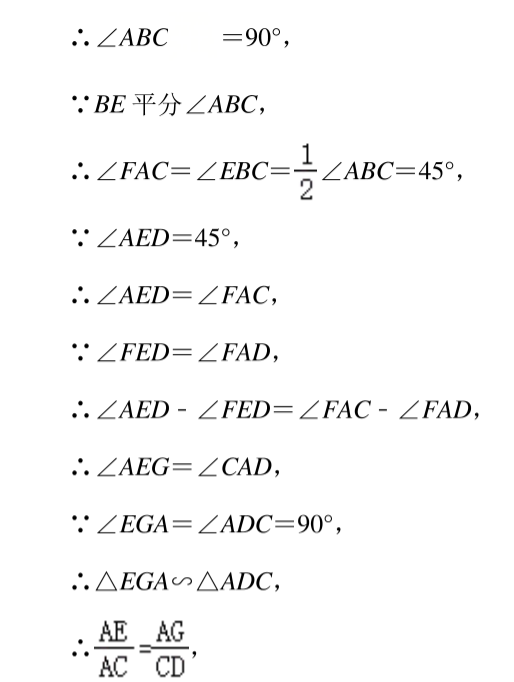 ∴∠ABC =90°，
∵BE 平分∠ABC，
∴∠FAC＝∠EBC＝1/2∠ABC＝45°，
∵∠AED＝45°，
∴∠AED＝∠FAC，
∵∠FED＝∠FAD，
∴∠AED﹣∠FED＝∠FAC﹣∠FAD，
∴∠AEG＝∠CAD，
∵∠EGA＝∠ADC＝90°，
∴△EGA∽△ADC，
∴AE/AC=AG/CD，